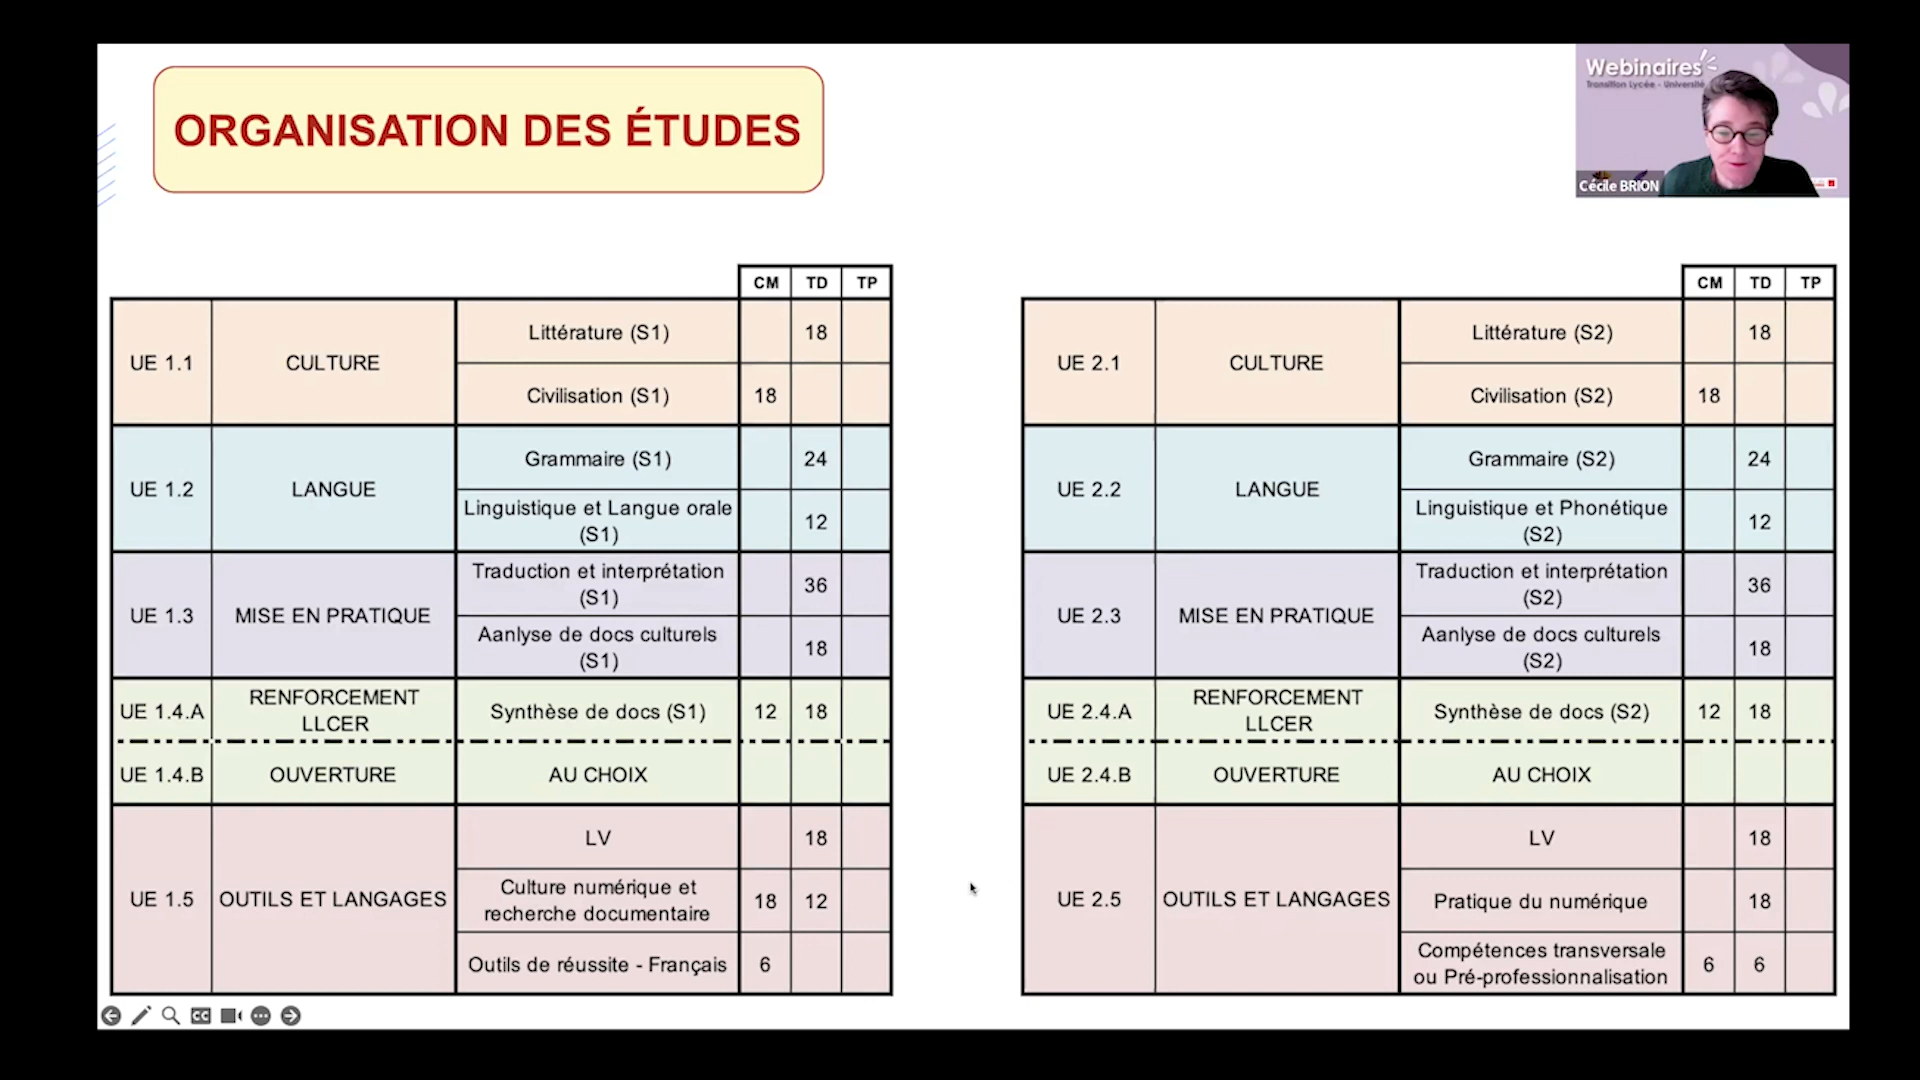 ORGANISATION DES ÉTUDES
Webinaires
Transition Lycée - Université
Cécile BRION
CM TD TP
UE 1.1 CULTURE Littérature (S1) 18
Civilisation (S1) 18
UE 1.2 LANGUE Grammaire (S1) 24
Linguistique et Langue orale
(S1) 12
UE 1.3 MISE EN PRATIQUE Traduction et interprétation
(S1) 36
Aanlyse de docs culturels
(S1) 18
UE 1.4.A RENFORCEMENT
LLCER Synthèse de docs (S1) 12 18
UE 1.4.B OUVERTURE AU CHOIX
UE 1.5 OUTILS ET LANGAGES LV 18
Culture numérique et
recherche documentaire 18 12
Outils de réussite - Français 6
CM TD TP
UE 2.1 CULTURE Littérature (S2) 18
Civilisation (S2) 18
UE 2.2 LANGUE Grammaire (S2) 24
Linguistique et Phonétique
(S2) 12
UE 2.3 MISE EN PRATIQUE Traduction et interprétation
(S2) 36
Aanlyse de docs culturels
(S2) 18
UE 2.4.A RENFORCEMENT
LLCER Synthèse de docs (S2) 12 18
UE 2.4.B OUVERTURE AU CHOIX
UE 2.5 OUTILS ET LANGAGES LV 18
Pratique du numérique 18
Compétences transversale
ou Pré-professionnalisation 6 6
CC